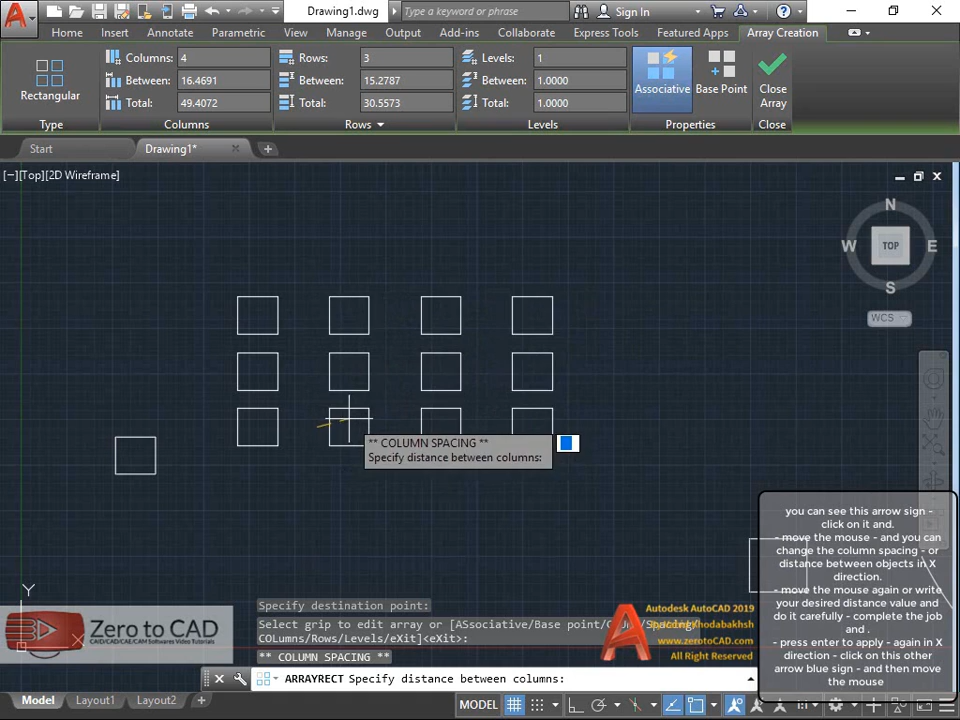 Drawing1.dwg
Type a keyword or phrase
Sign In
Home Insert Annotate Parametric View Manage Output Add-ins Collaborate Express Tools Featured Apps Array Creation
Columns: 4 Rows: 3 Levels: 1
Between: 16.4691 Between: 15.2787 Between: 1.0000
Total: 49.4072 Total: 30.5573 Total: 1.0000
Rectangular
Associative Base Point Close
Array
Type Columns Rows Levels Properties Close
Start Drawing1*
[−][Top][2D Wireframe]
N
W TOP E
S
WCS
** COLUMN SPACING **
Specify distance between columns:
you can see this arrow sign -
click on it and.
- move the mouse - and you can
change the column spacing - or
distance between objects in X
direction.
- move the mouse again or write
your desired distance value and
do it carefully - complete the job
and .
- press enter to apply - again in X
direction - click on this other
arrow blue sign - and then move
the mouse
Y
X
Zero to CAD
CAD/CAD/CAE/CAM Softwares Videos Tutorials
Specify destination point:
Select grip to edit array or [ASsociative/Base point/
COLumns/Rows/Levels/eXit]<eXit>:
** COLUMN SPACING **
Autodesk AutoCAD 2019
www.zerotoCAD.com
All Right Reserved
ARRAYRECT Specify distance between columns:
Model Layout1 Layout2 +
MODEL 1:1